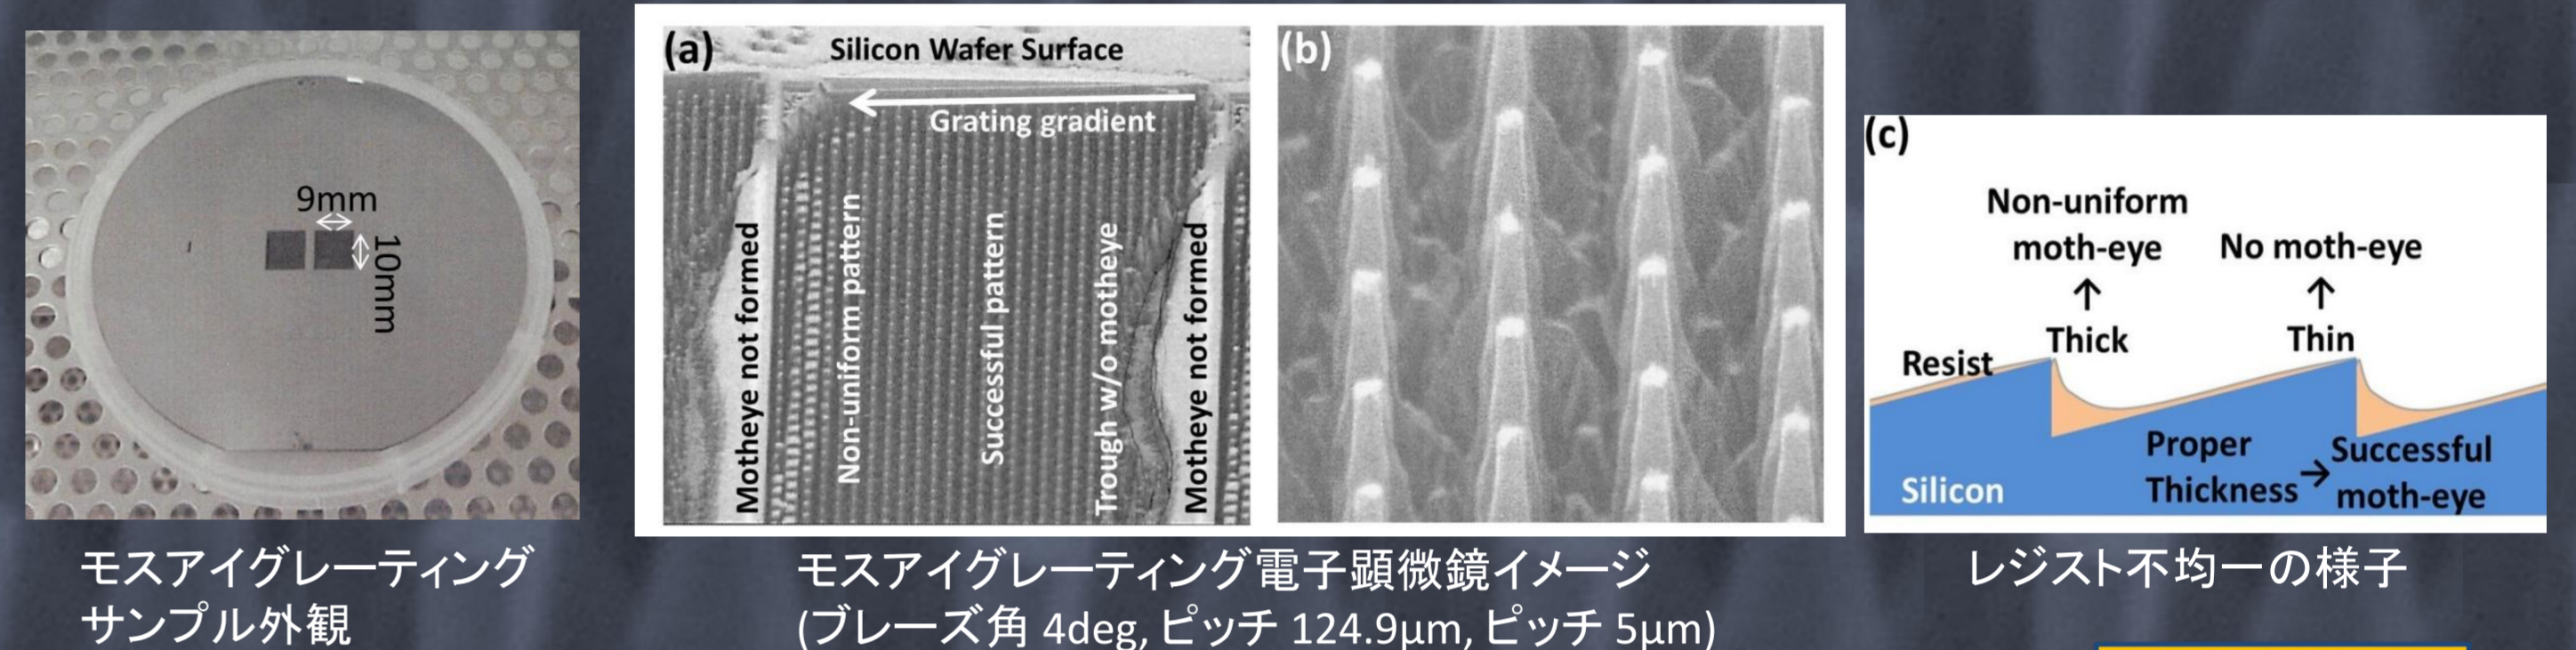 9mm
10mm
モスアイグレーティング
サンプル外観
(a)
Silicon Wafer Surface
Grating gradient
Motheye not formed
Non-uniform pattern
Successful pattern
Trough w/o motheye
Motheye not formed
(b)
モスアイグレーティング電子顕微鏡イメージ
(ブレーズ角 4deg, ピッチ 124.9μm, ピッチ 5μm)
(c)
Non-uniform
moth-eye
No moth-eye
↑
↑
Thick
Thin
Resist
Proper
Thickness
→
Successful
moth-eye
Silicon
レジスト不均一の様子